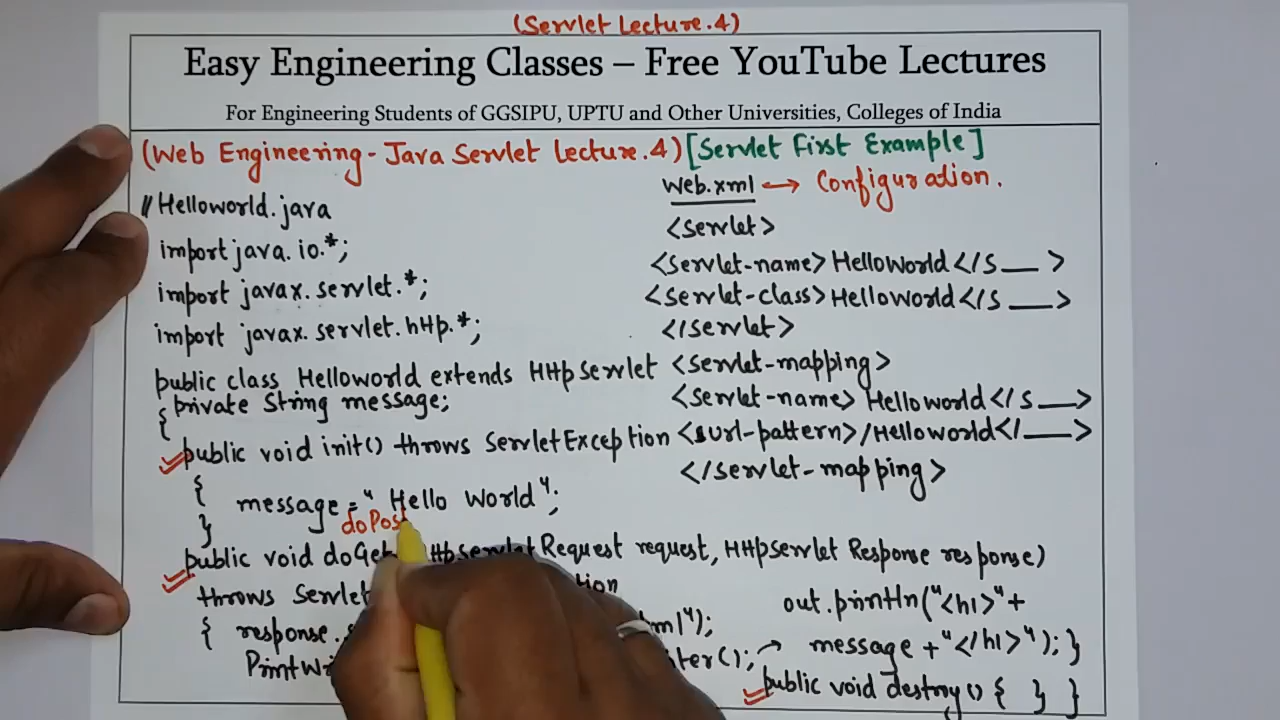 (Servlet Lecture.4)
Easy Engineering Classes – Free YouTube Lectures
For Engineering Students of GGSIPU, UPTU and Other Universities, Colleges of India
(Web Engineering - Java Servlet Lecture.4) [Servlet First Example]
// Helloworld.java
import java.io.*;
import javax.servlet.*;
import javax.servlet.http.*;
public class Helloworld extends HttpServlet
{ private String message;
public void init() throws ServletException
{ message = " Hello World";
}
doPost
public void doGet HttpServletRequest request, HttpServlet Response response)
throws Servlet
{ response.
out.println("<h1>"+
message + "</h1>"); }
public void destroy() { } }
Web.xml → Configuration.
<servlet>
<servlet-name> HelloWorld </s__>
<servlet-class> HelloWorld </s__>
</servlet>
<servlet-mapping>
<servlet-name> Helloworld </s__>
<url-pattern> /Helloworld </__>
</servlet-mapping>